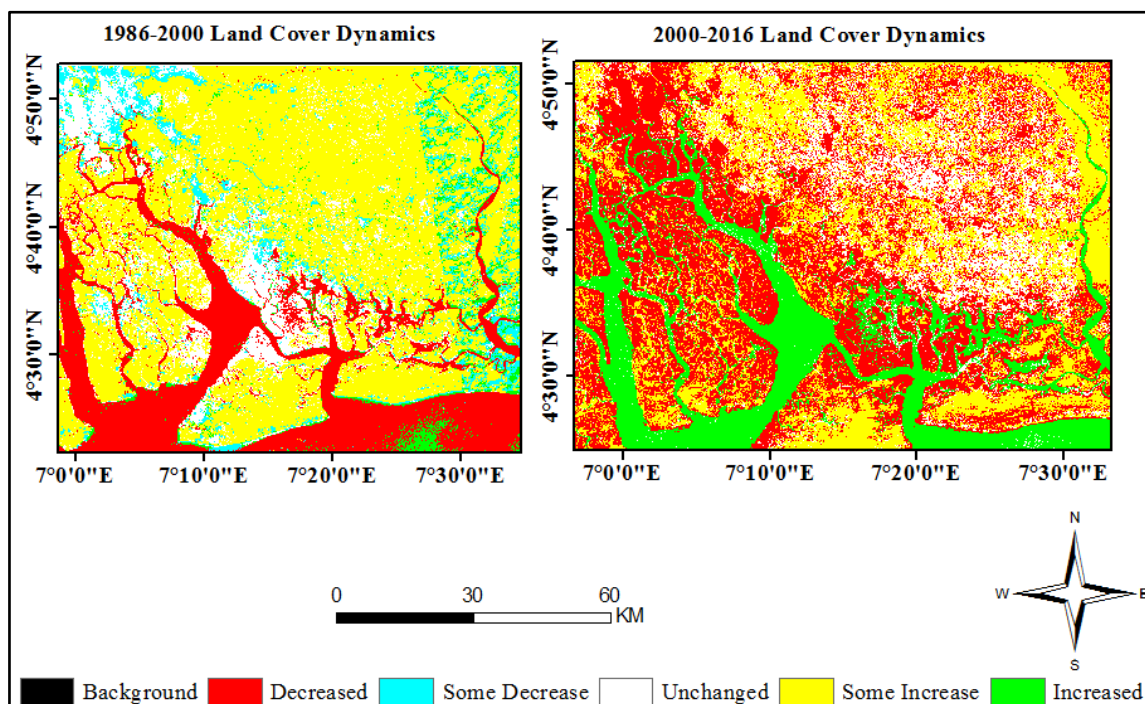 1986-2000 Land Cover Dynamics
2000-2016 Land Cover Dynamics
4°50'0"N
4°40'0"N
4°30'0"N
7°0'0"E
7°10'0"E
7°20'0"E
7°30'0"E
4°50'0"N
4°40'0"N
4°30'0"N
7°0'0"E
7°10'0"E
7°20'0"E
7°30'0"E
0
30
60
KM
N
W
E
S
Background
Decreased
Some Decrease
Unchanged
Some Increase
Increased